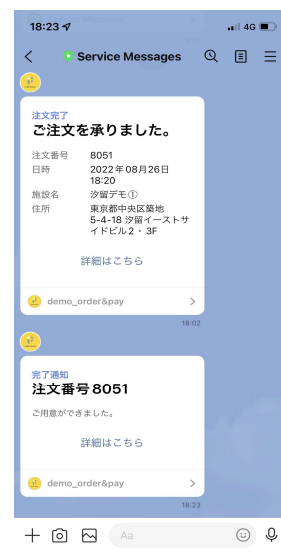 18:23
4G
Service Messages
注文完了
ご注文を承りました。
注文番号 8051
日時 2022年08月26日
18:20
施設名 汐留デモ①
住所 東京都中央区築地
5-4-18 汐留イーストサ
イドビル2・3F
詳細はこちら
demo_order&pay
18:02
完了通知
注文番号8051
ご用意ができました。
詳細はこちら
demo_order&pay
18:23
Aa